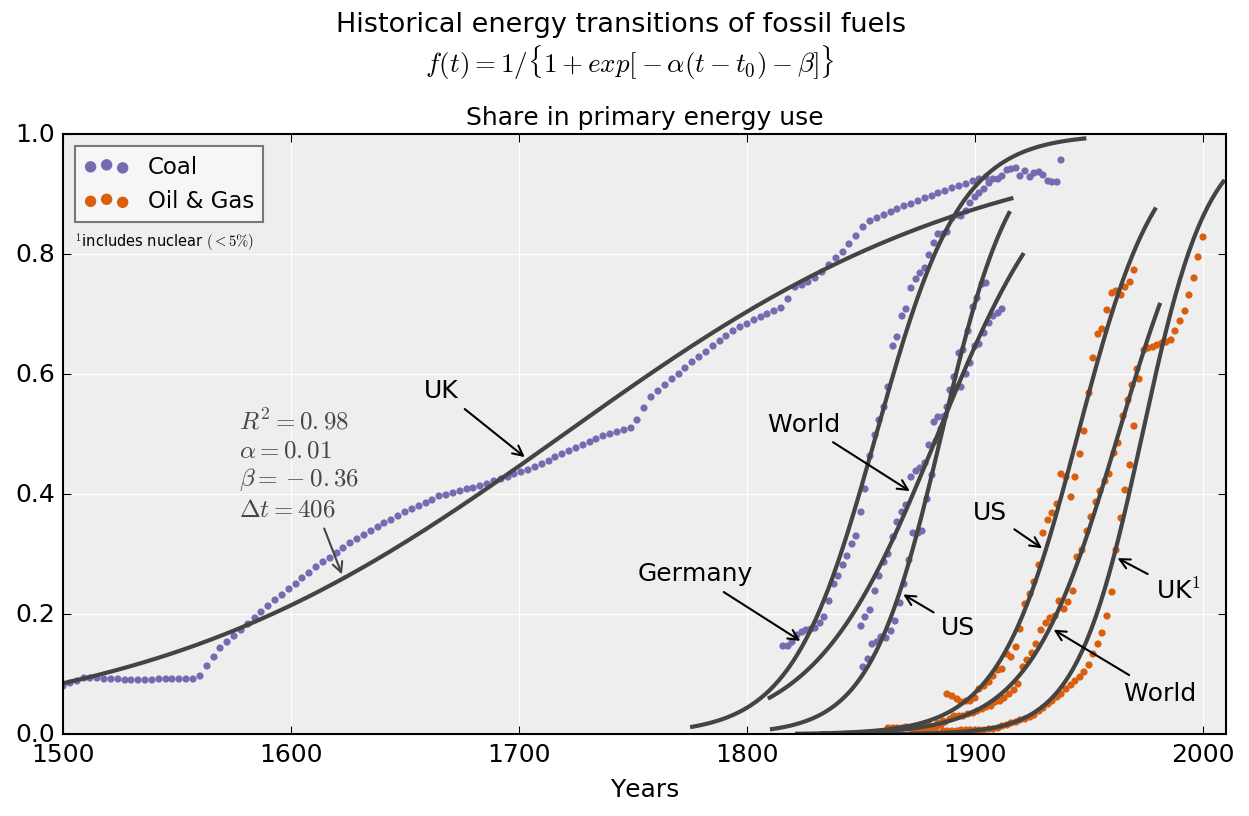 Historical energy transitions of fossil fuels
f(t) = 1/{1 + exp[ − α(t − t₀) − β]}
Share in primary energy use
1.0
Coal
Oil & Gas
¹includes nuclear (< 5%)
0.8
0.6
UK
R² = 0.98
α = 0.01
β = − 0.36
Δt = 406
World
0.4
US
Germany
UK¹
0.2
US
World
0.0
1500 1600 1700 1800 1900 2000
Years